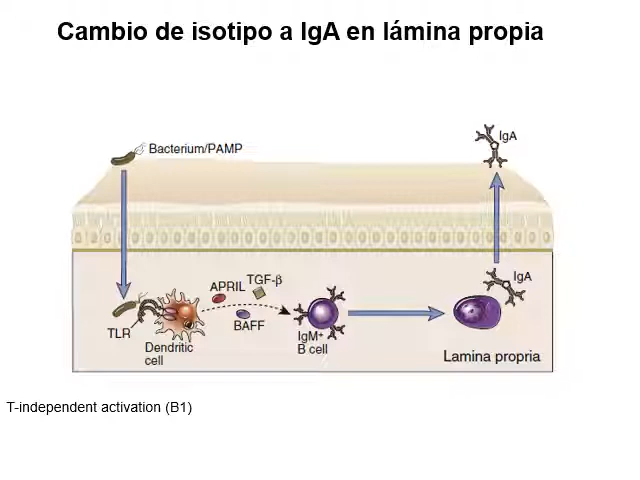 Cambio de isotipo a IgA en lámina propia
Bacterium/PAMP
IgA
TLR
Dendritic
cell
APRIL
TGF-β
BAFF
IgM+
B cell
IgA
Lamina propria
T-independent activation (B1)